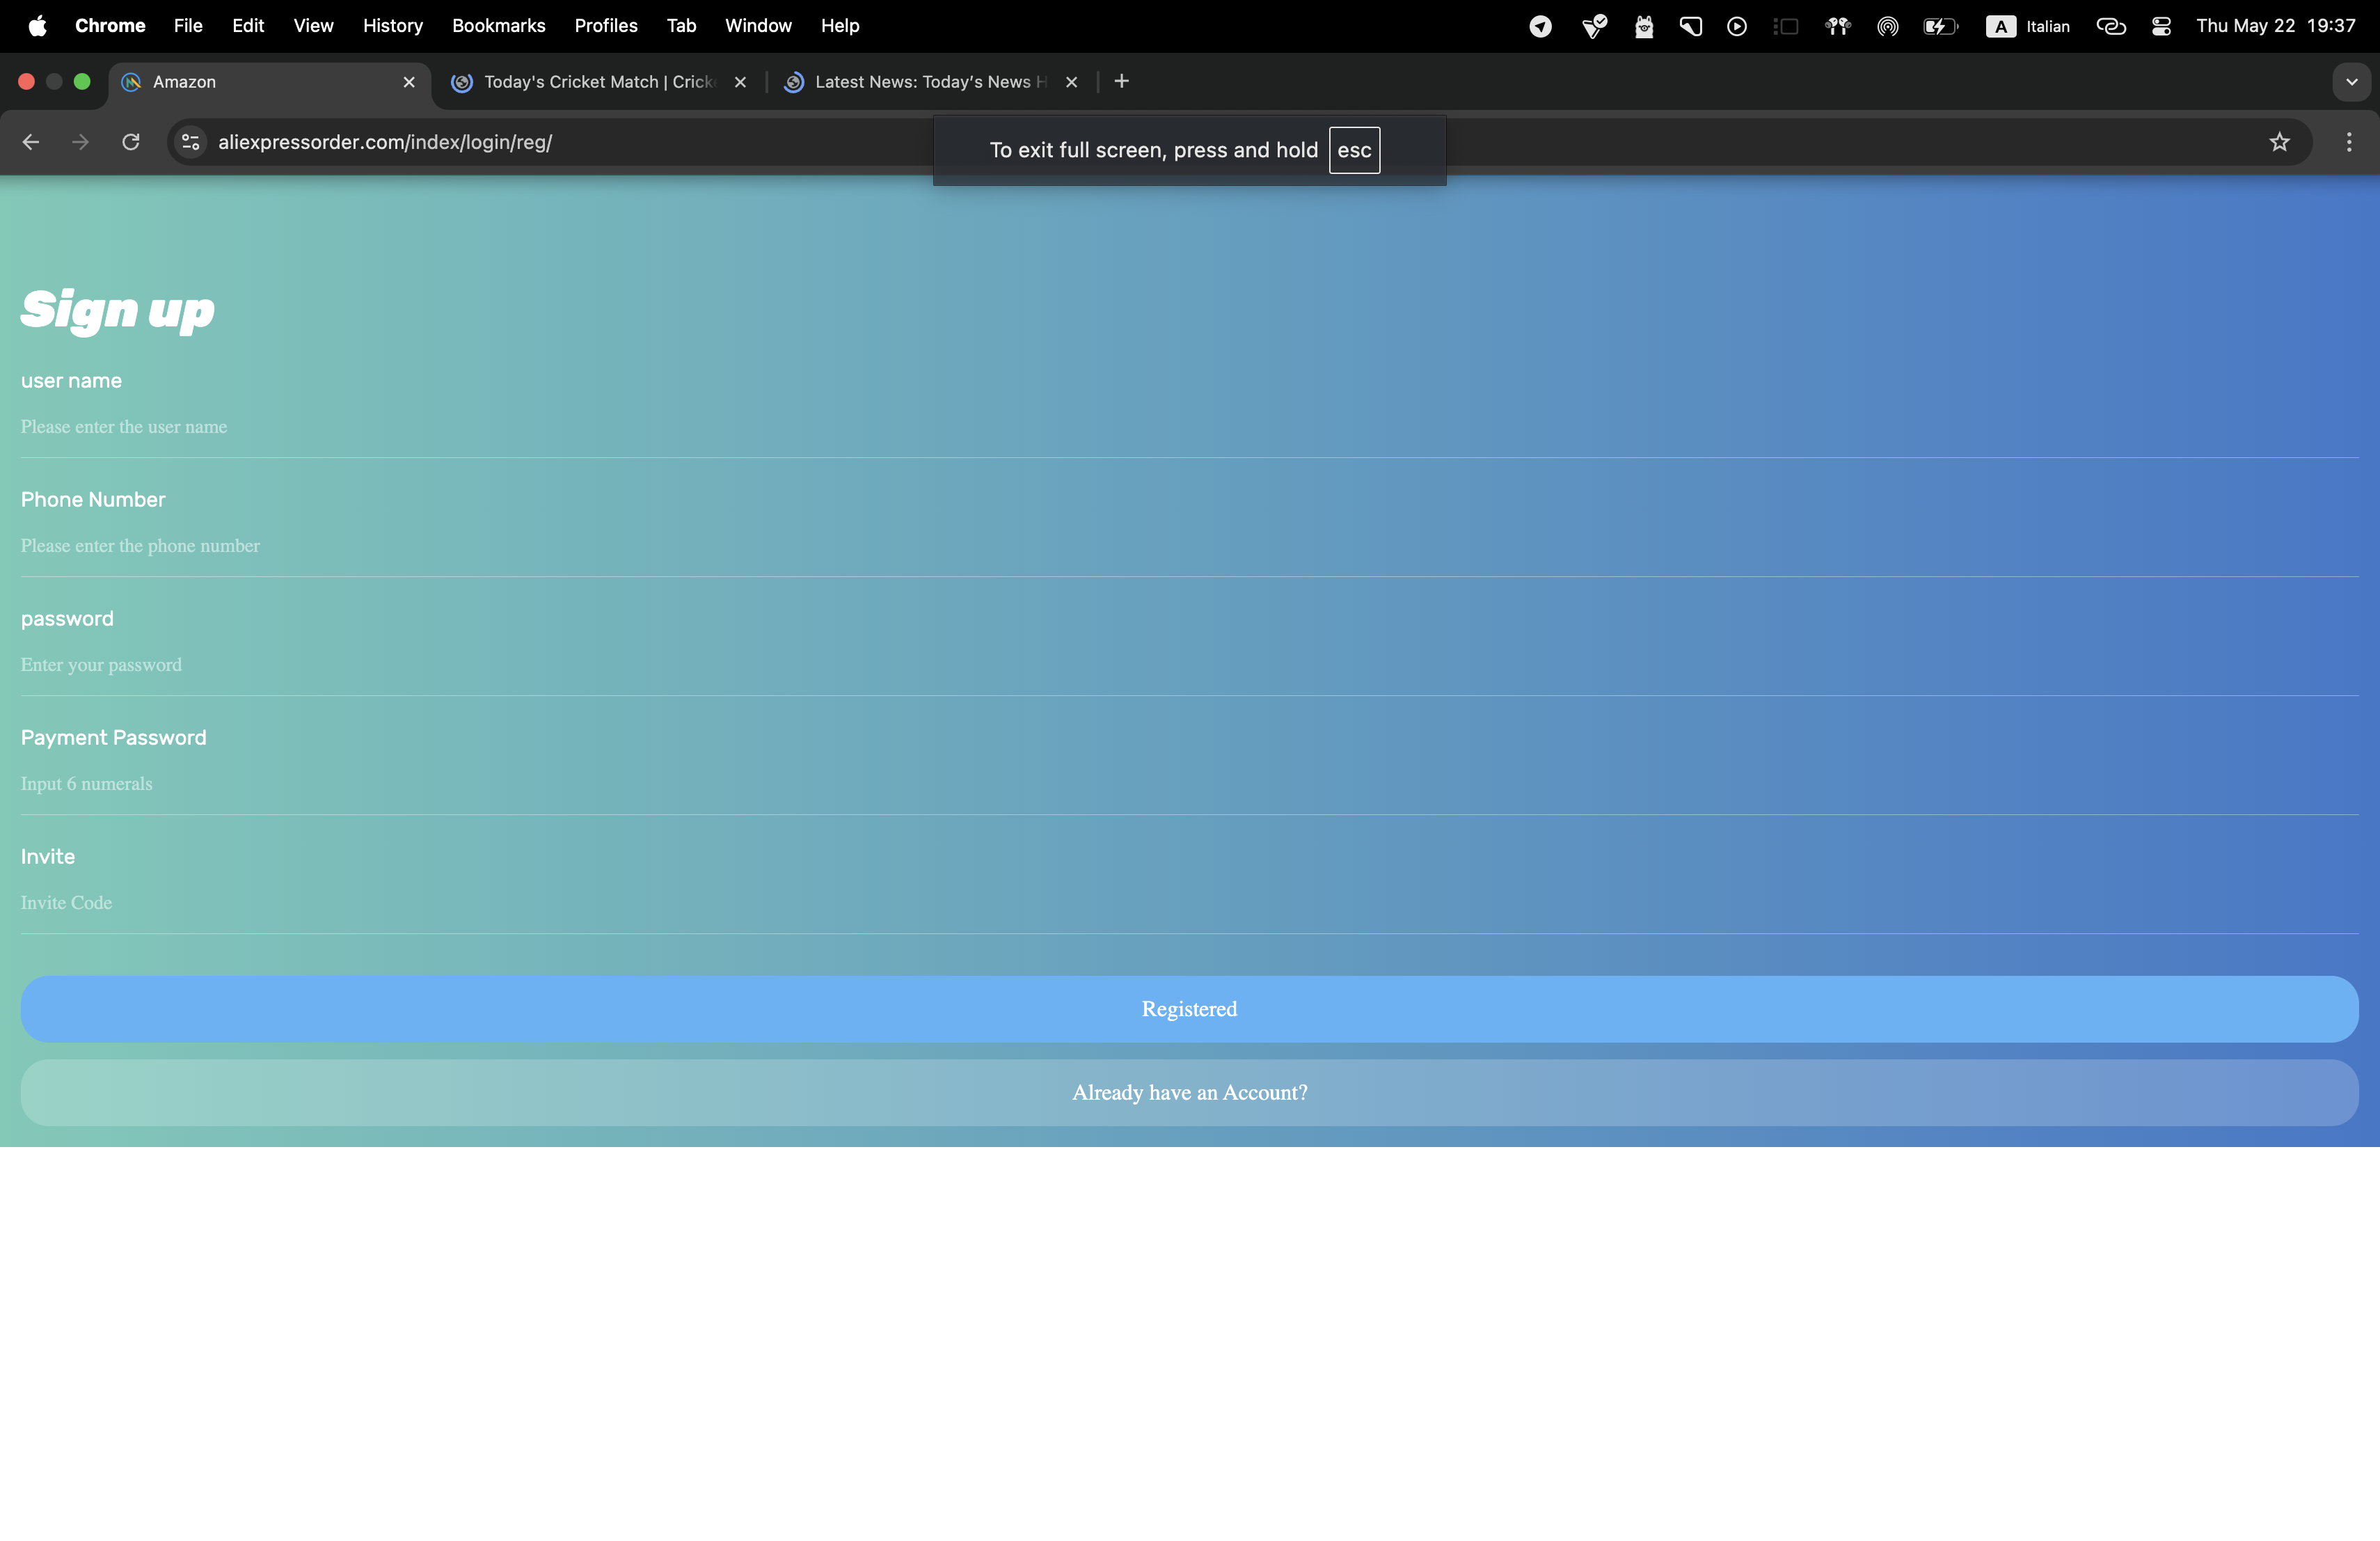 Chrome File Edit View History Bookmarks Profiles Tab Window Help A Italian Thu May 22 19:37
Amazon Today's Cricket Match | Crick Latest News: Today's News H
aliexpressorder.com/index/login/reg/
To exit full screen, press and hold esc
Sign up
user name
Please enter the user name
Phone Number
Please enter the phone number
password
Enter your password
Payment Password
Input 6 numerals
Invite
Invite Code
Registered
Already have an Account?